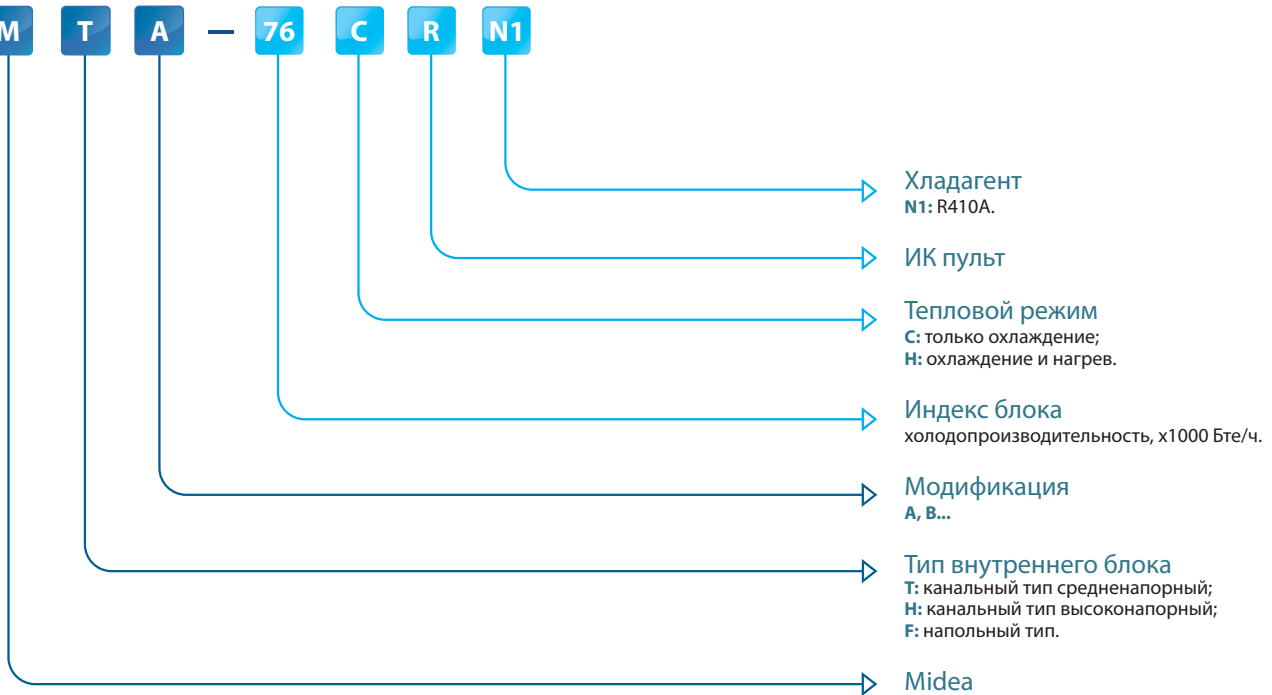 M T A – 76 C R N1
Хладагент
N1: R410A.
ИК пульт
Тепловой режим
C: только охлаждение;
H: охлаждение и нагрев.
Индекс блока
холодопроизводительность, x1000 Бте/ч.
Модификация
A, B...
Тип внутреннего блока
T: канальный тип средненапорный;
H: канальный тип высоконапорный;
F: напольный тип.
Midea